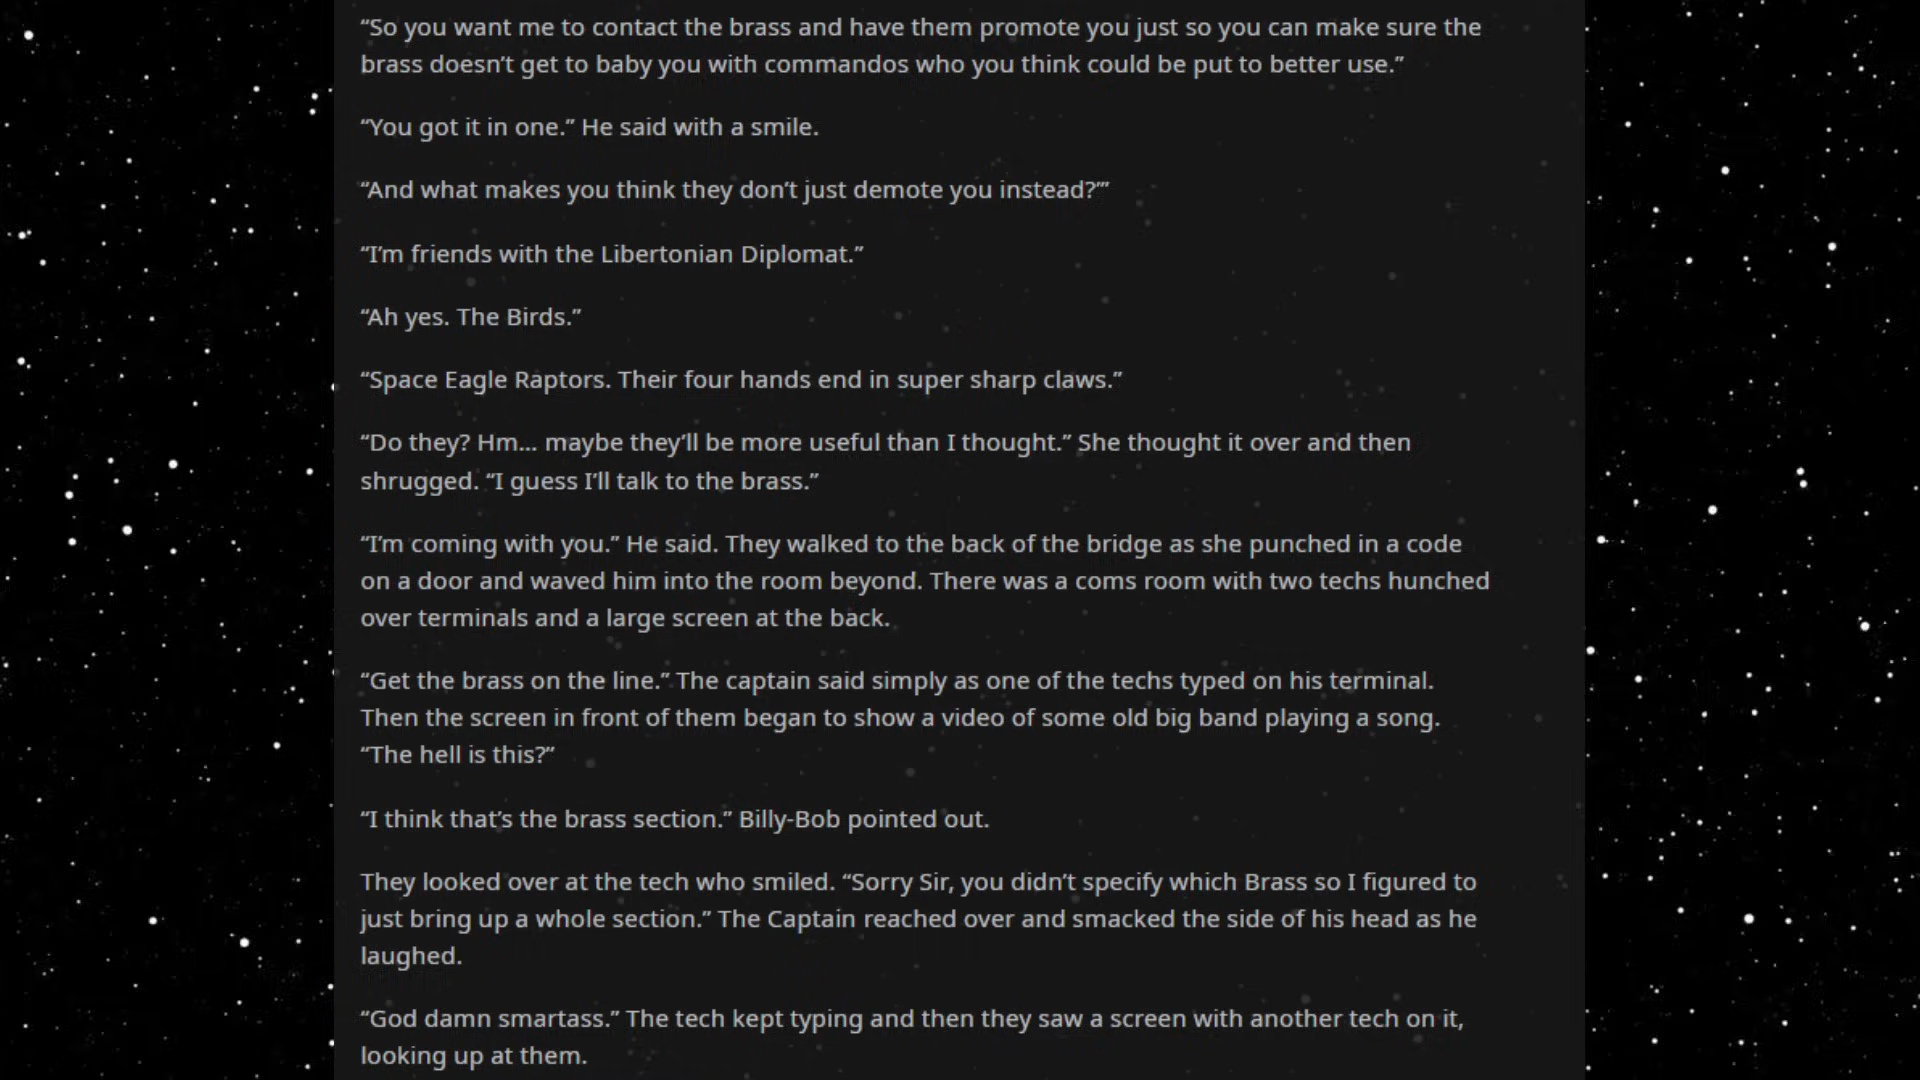 “So you want me to contact the brass and have them promote you just so you can make sure the
brass doesn’t get to baby you with commandos who you think could be put to better use.”
“You got it in one.” He said with a smile.
“And what makes you think they don’t just demote you instead?’”
“I’m friends with the Libertonian Diplomat.”
“Ah yes. The Birds.”
“Space Eagle Raptors. Their four hands end in super sharp claws.”
“Do they? Hm... maybe they’ll be more useful than I thought.” She thought it over and then
shrugged. “I guess I’ll talk to the brass.”
“I’m coming with you.” He said. They walked to the back of the bridge as she punched in a code
on a door and waved him into the room beyond. There was a coms room with two techs hunched
over terminals and a large screen at the back.
“Get the brass on the line.” The captain said simply as one of the techs typed on his terminal.
Then the screen in front of them began to show a video of some old big band playing a song.
“The hell is this?”
“I think that’s the brass section.” Billy-Bob pointed out.
They looked over at the tech who smiled. “Sorry Sir, you didn’t specify which Brass so I figured to
just bring up a whole section.” The Captain reached over and smacked the side of his head as he
laughed.
“God damn smartass.” The tech kept typing and then they saw a screen with another tech on it,
looking up at them.